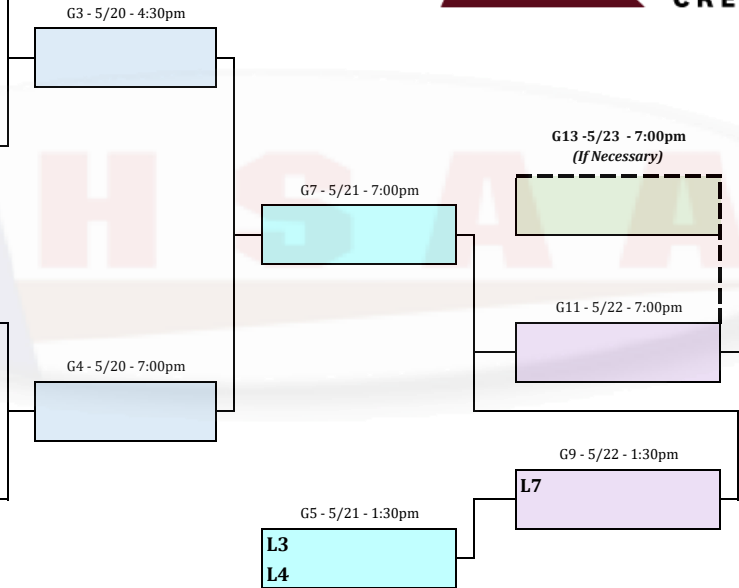 G3 - 5/20 - 4:30pm
G13 -5/23 - 7:00pm
(If Necessary)
H S A A
G7 - 5/21 - 7:00pm
G11 - 5/22 - 7:00pm
G4 - 5/20 - 7:00pm
G9 - 5/22 - 1:30pm
L7
G5 - 5/21 - 1:30pm
L3
L4